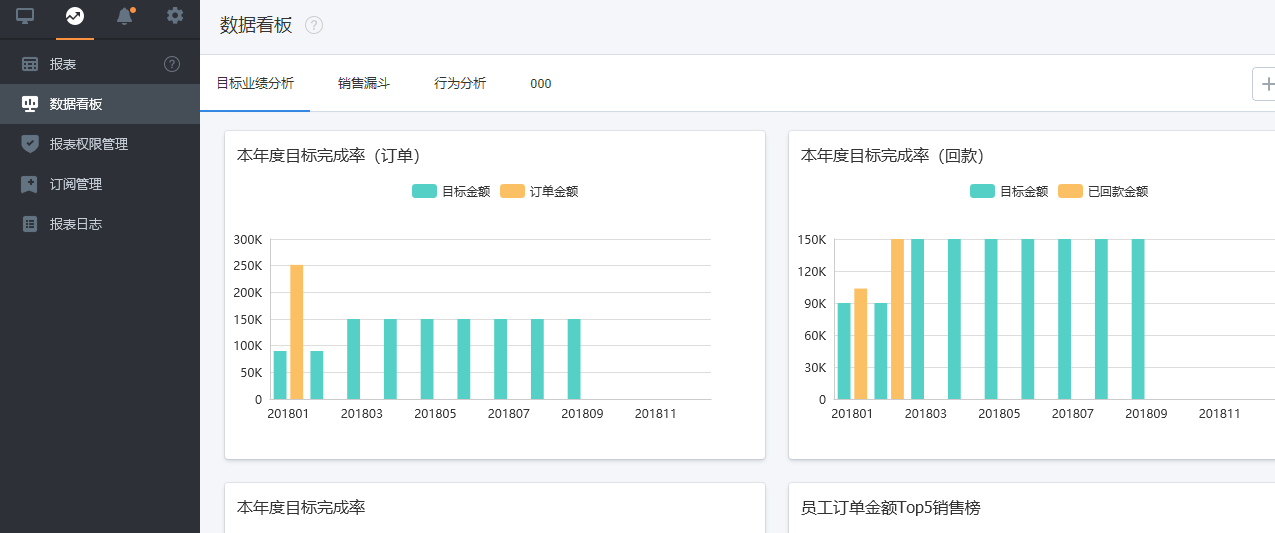 数据看板 ?
报表 ?
数据看板
报表权限管理
订阅管理
报表日志
目标业绩分析 销售漏斗 行为分析 000
本年度目标完成率（订单）
目标金额 订单金额
300K
250K
200K
150K
100K
50K
0
201801 201803 201805 201807 201809 201811
本年度目标完成率（回款）
目标金额 已回款金额
150K
120K
90K
60K
30K
0
201801 201803 201805 201807 201809 201811
本年度目标完成率
员工订单金额Top5销售榜